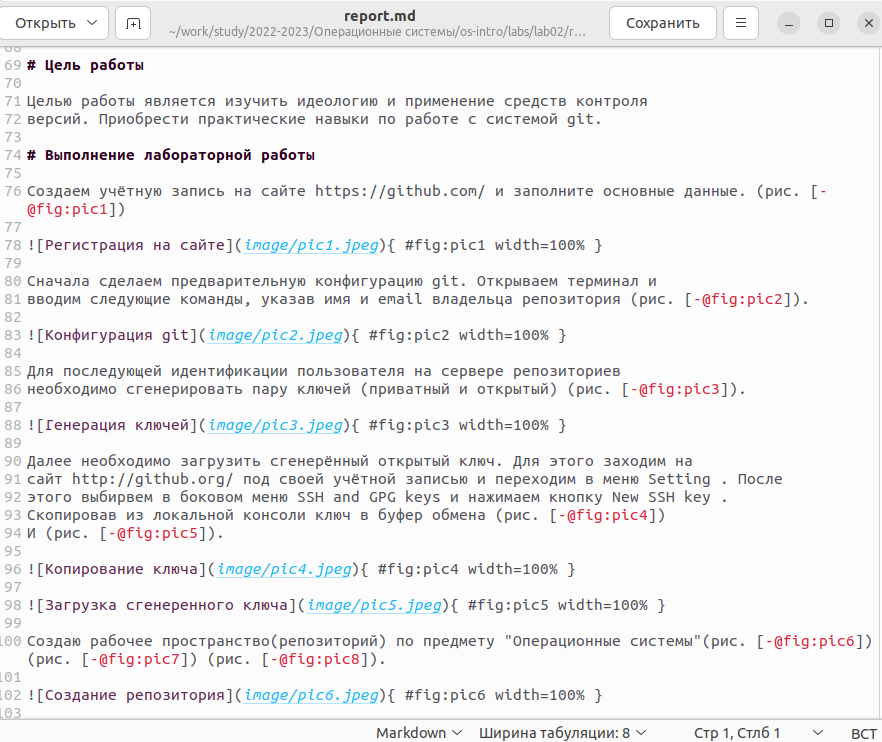 Открыть
report.md
~/work/study/2022-2023/Операционные системы/os-intro/labs/lab02/r...
Сохранить
68
69 # Цель работы
70
71 Целью работы является изучить идеологию и применение средств контроля
72 версий. Приобрести практические навыки по работе с системой git.
73
74 # Выполнение лабораторной работы
75
76 Создаем учётную запись на сайте https://github.com/ и заполните основные данные. (рис. [-
@fig:pic1])
77
78 ![Регистрация на сайте](image/pic1.jpeg){ #fig:pic1 width=100% }
79
80 Сначала сделаем предварительную конфигурацию git. Открываем терминал и
81 вводим следующие команды, указав имя и email владельца репозитория (рис. [-@fig:pic2]).
82
83 ![Конфигурация git](image/pic2.jpeg){ #fig:pic2 width=100% }
84
85 Для последующей идентификации пользователя на сервере репозиториев
86 необходимо сгенерировать пару ключей (приватный и открытый) (рис. [-@fig:pic3]).
87
88 ![Генерация ключей](image/pic3.jpeg){ #fig:pic3 width=100% }
89
90 Далее необходимо загрузить сгенерённый открытый ключ. Для этого заходим на
91 сайт http://github.org/ под своей учётной записью и переходим в меню Setting . После
92 этого выбирвем в боковом меню SSH and GPG keys и нажимаем кнопку New SSH key .
93 Скопировав из локальной консоли ключ в буфер обмена (рис. [-@fig:pic4])
94 И (рис. [-@fig:pic5]).
95
96 ![Копирование ключа](image/pic4.jpeg){ #fig:pic4 width=100% }
97
98 ![Загрузка сгенеренного ключа](image/pic5.jpeg){ #fig:pic5 width=100% }
99
100 Создаю рабочее пространство(репозиторий) по предмету "Операционные системы"(рис. [-@fig:pic6])
(рис. [-@fig:pic7]) (рис. [-@fig:pic8]).
101
102 ![Создание репозитория](image/pic6.jpeg){ #fig:pic6 width=100% }
103
Markdown Ширина табуляции: 8 Стр 1, Стлб 1 ВСТ